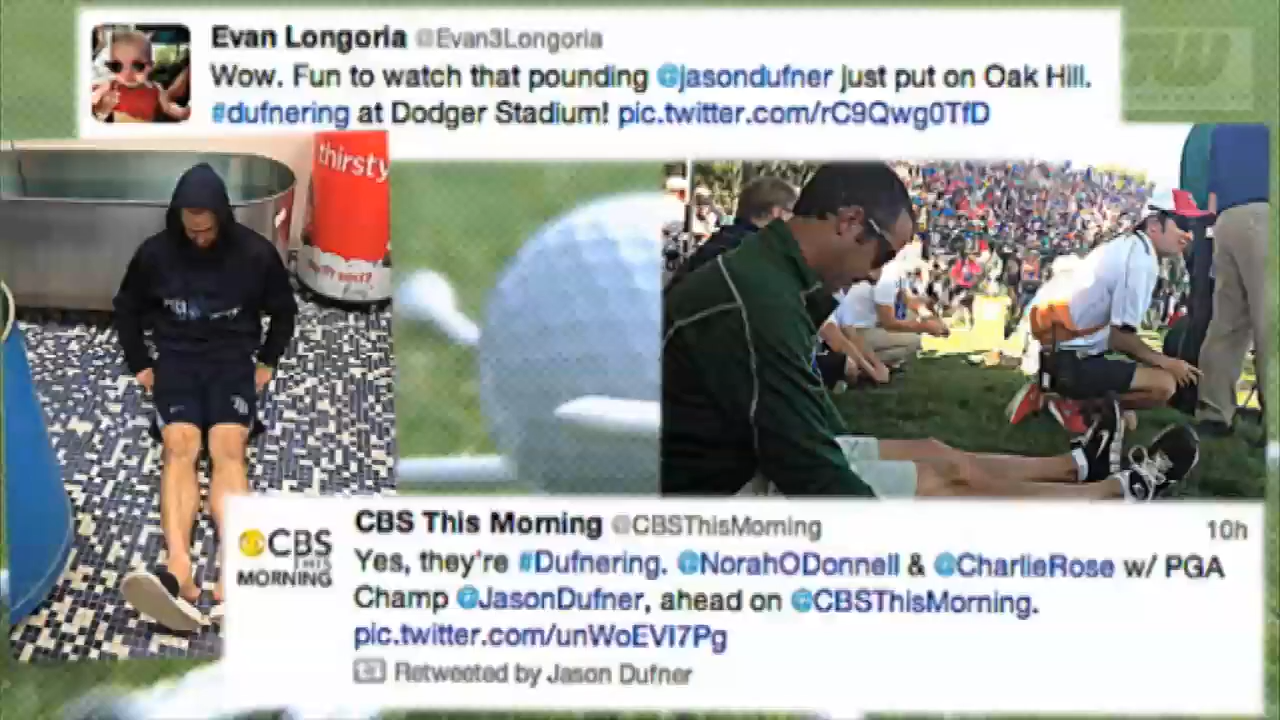 Evan Longoria @Evan3Longoria
Wow. Fun to watch that pounding @jasondufner just put on Oak Hill.
#dufnering at Dodger Stadium! pic.twitter.com/rC9Qwg0TfD
thirsty
CBS This Morning @CBSThisMorning 10h
CBS
THIS
MORNING
Yes, they're #Dufnering. @NorahODonnell & @CharlieRose w/ PGA
Champ @JasonDufner, ahead on @CBSThisMorning.
pic.twitter.com/unWoEVI7Pg
Retweeted by Jason Dufner